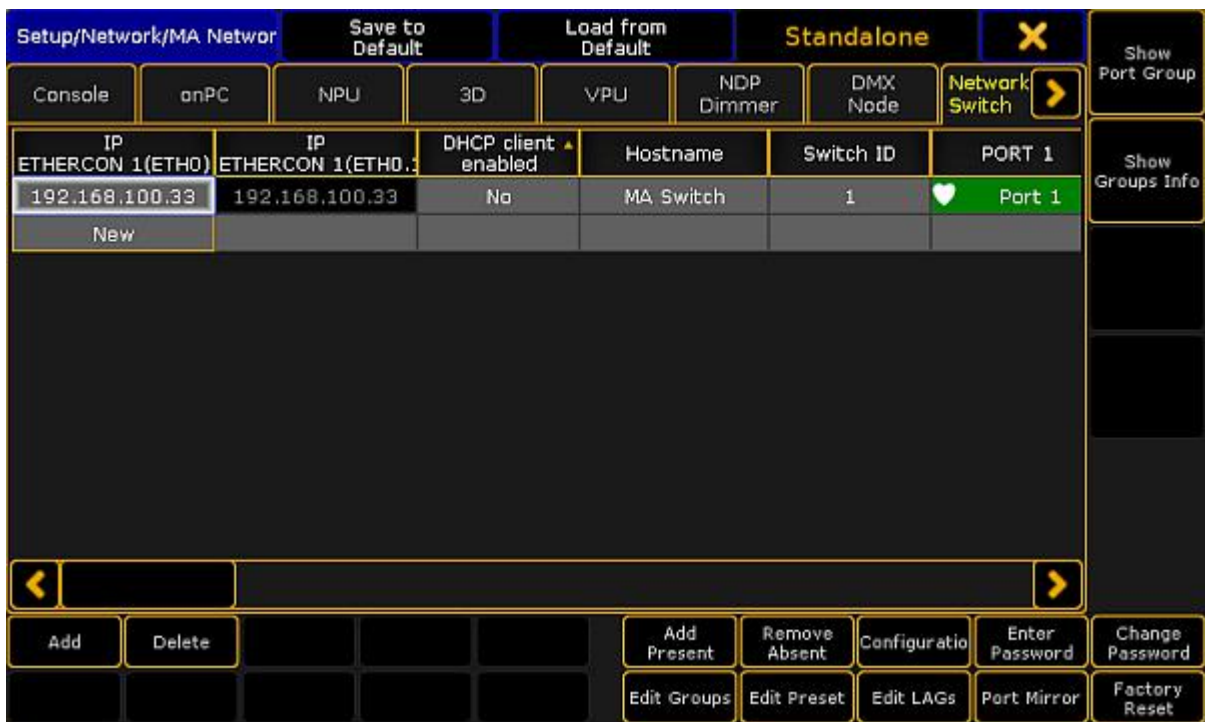 Setup/Network/MA Networ
Save to
Default
Load from
Default
Standalone
Show
Port Group
Console
onPC
NPU
3D
VPU
NDP
Dimmer
DMX
Node
Network
Switch
IP
ETHERCON 1(ETH0)
IP
ETHERCON 1(ETH0.1
DHCP client
enabled
Hostname
Switch ID
PORT 1
Show
Groups Info
192.168.100.33
192.168.100.33
No
MA Switch
1
Port 1
New
Add
Delete
Add
Present
Remove
Absent
Configuratio
Enter
Password
Change
Password
Edit Groups
Edit Preset
Edit LAGs
Port Mirror
Factory
Reset